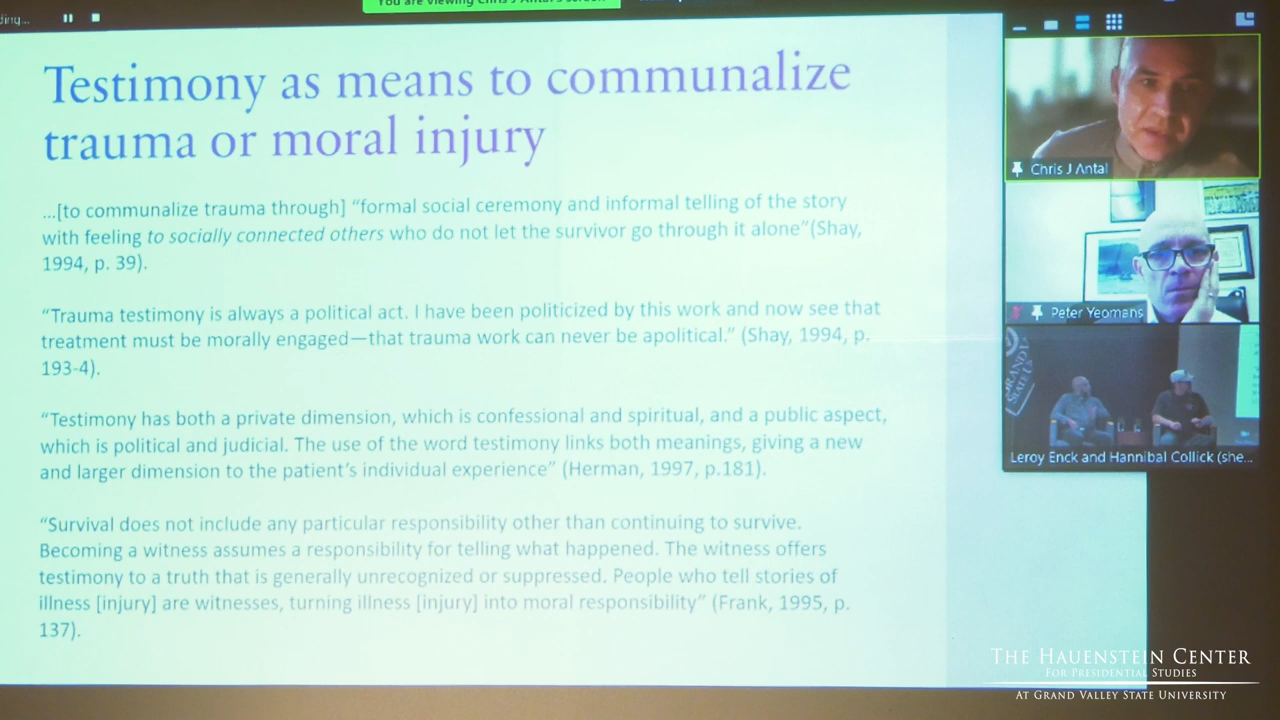 You are viewing Chris J Antal's screen
Testimony as means to communalize
trauma or moral injury
...[to communalize trauma through] “formal social ceremony and informal telling of the story
with feeling to socially connected others who do not let the survivor go through it alone”(Shay,
1994, p. 39).
“Trauma testimony is always a political act. I have been politicized by this work and now see that
treatment must be morally engaged—that trauma work can never be apolitical.” (Shay, 1994, p.
193-4).
“Testimony has both a private dimension, which is confessional and spiritual, and a public aspect,
which is political and judicial. The use of the word testimony links both meanings, giving a new
and larger dimension to the patient’s individual experience” (Herman, 1997, p.181).
“Survival does not include any particular responsibility other than continuing to survive.
Becoming a witness assumes a responsibility for telling what happened. The witness offers
testimony to a truth that is generally unrecognized or suppressed. People who tell stories of
illness [injury] are witnesses, turning illness [injury] into moral responsibility” (Frank, 1995, p.
137).
Chris J Antal
Peter Yeomans
Leroy Enck and Hannibal Collick (she...
The Hauenstein Center
For Presidential Studies
At Grand Valley State University